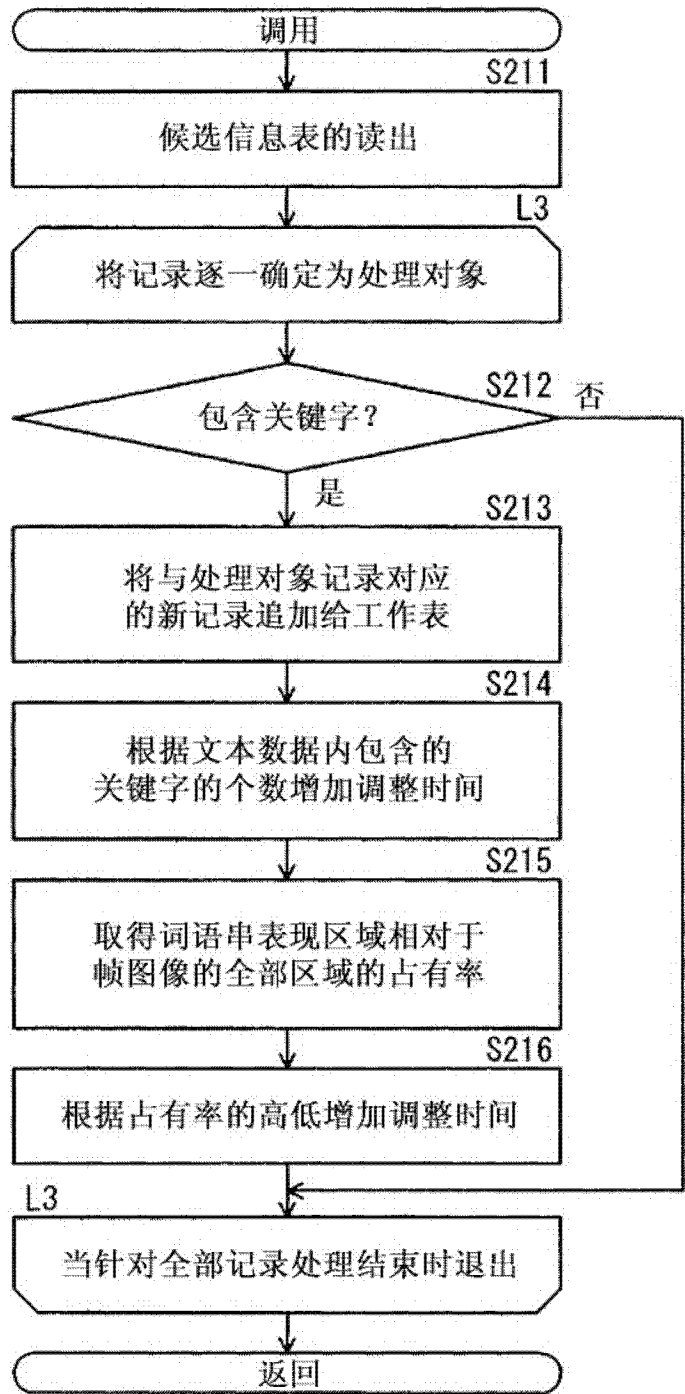 调用
S211
候选信息表的读出
L3
将记录逐一确定为处理对象
S212
否
包含关键字？
是
S213
将与处理对象记录对应
的新记录追加给工作表
S214
根据文本数据内包含的
关键字的个数增加调整时间
S215
取得词语串表现区域相对于
帧图像的全部区域的占有率
S216
根据占有率的高低增加调整时间
L3
当针对全部记录处理结束时退出
返回